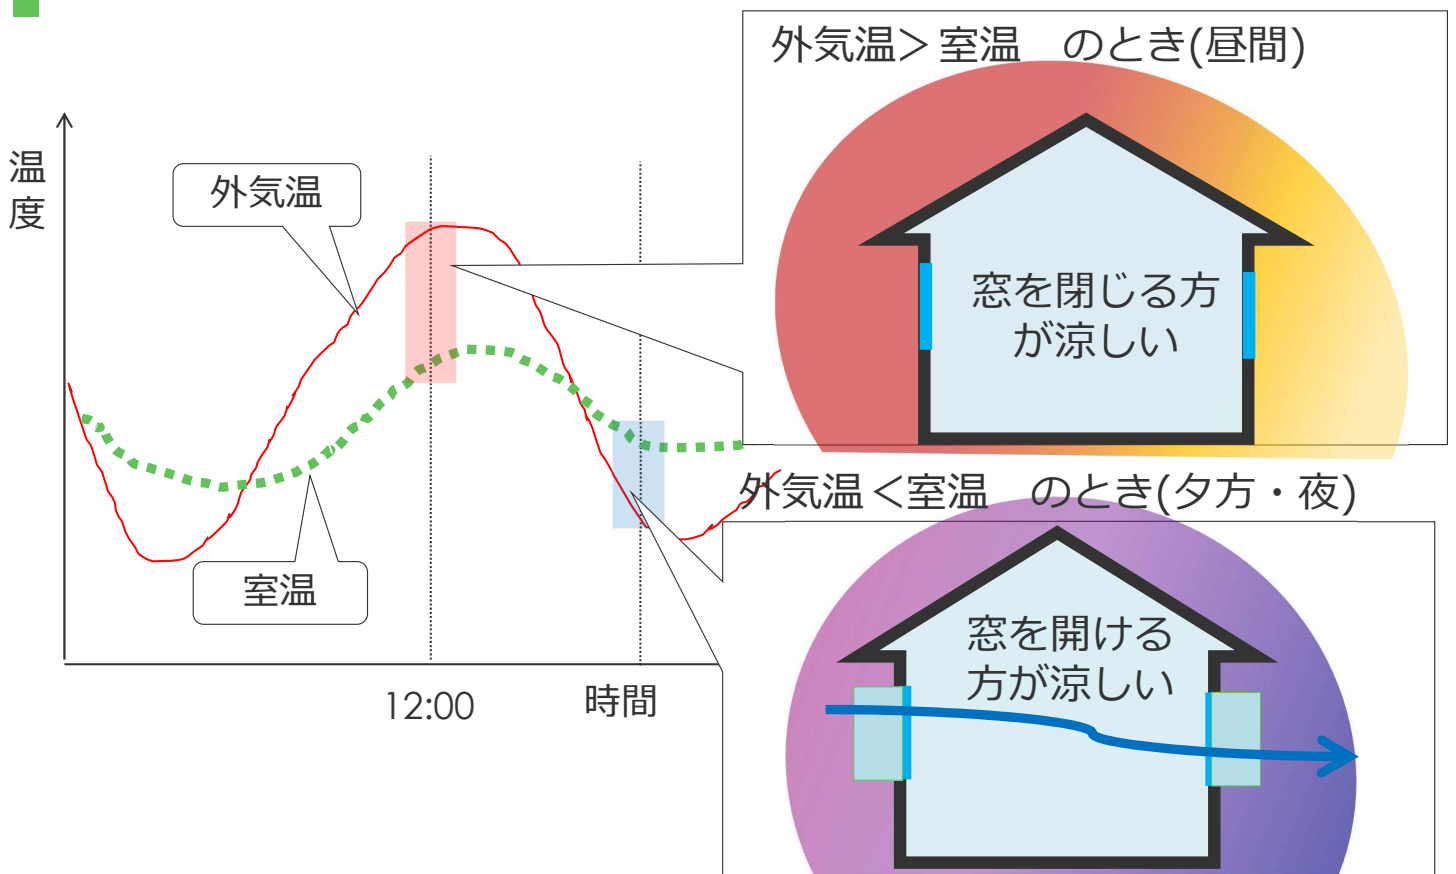 外気温＞室温　のとき(昼間)
温
度
外気温
窓を閉じる方
が涼しい
外気温＜室温　のとき(夕方・夜)
室温
窓を開ける
方が涼しい
12:00
時間